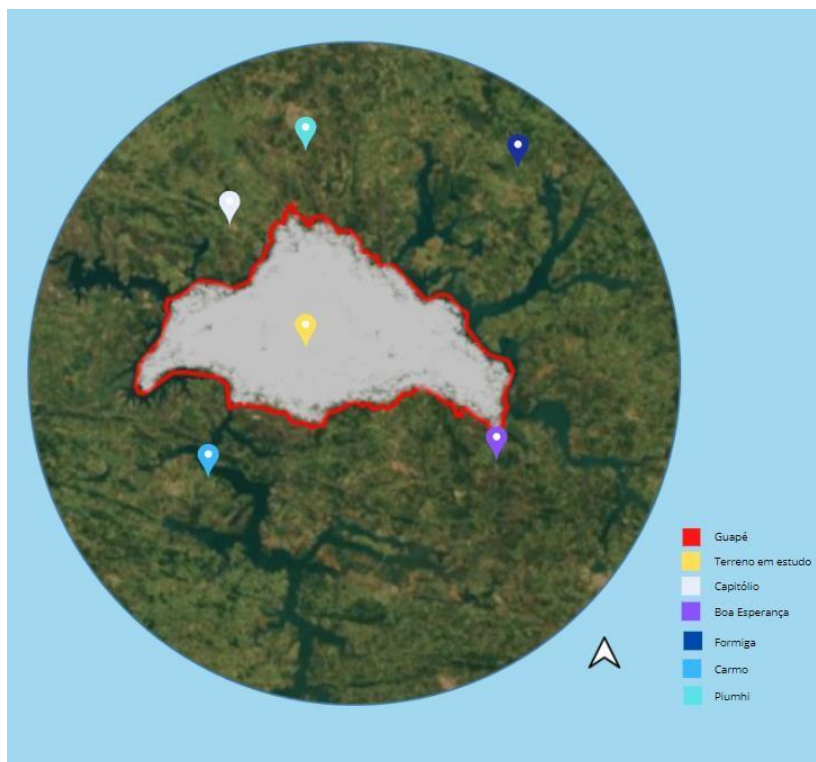 Guapé
Terreno em estudo
Capitólio
Boa Esperança
Formiga
Carmo
Piumhi